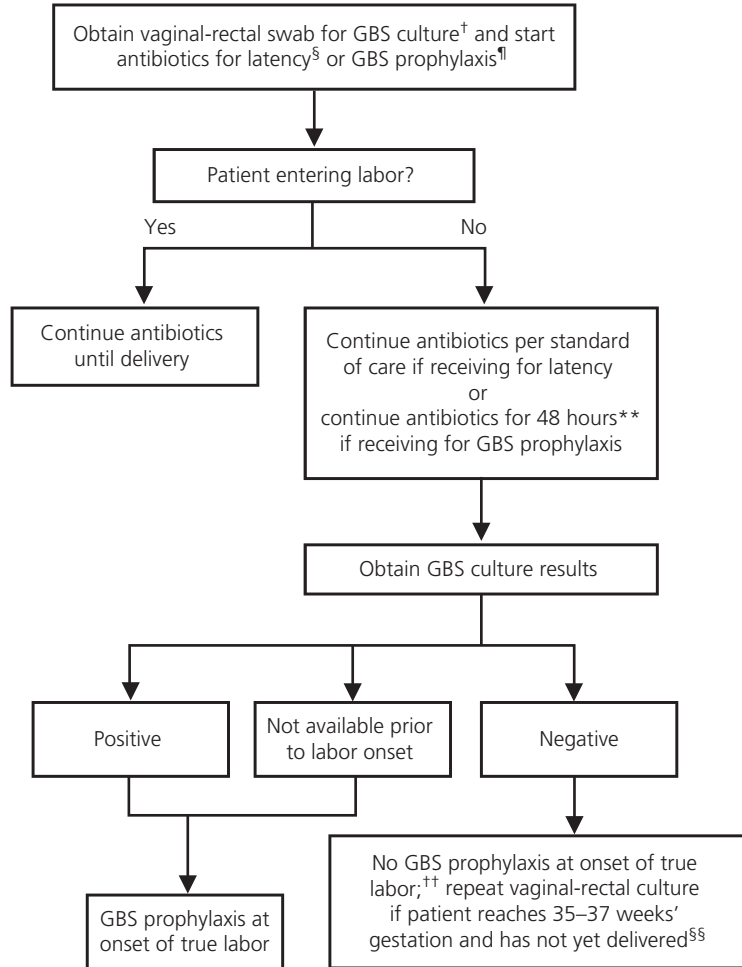 Obtain vaginal-rectal swab for GBS culture† and start
antibiotics for latency§ or GBS prophylaxis¶
Patient entering labor?
Yes
No
Continue antibiotics
until delivery
Continue antibiotics per standard
of care if receiving for latency
or
continue antibiotics for 48 hours**
if receiving for GBS prophylaxis
Obtain GBS culture results
Positive
Not available prior
to labor onset
Negative
GBS prophylaxis at
onset of true labor
No GBS prophylaxis at onset of true
labor;†† repeat vaginal-rectal culture
if patient reaches 35–37 weeks’
gestation and has not yet delivered§§